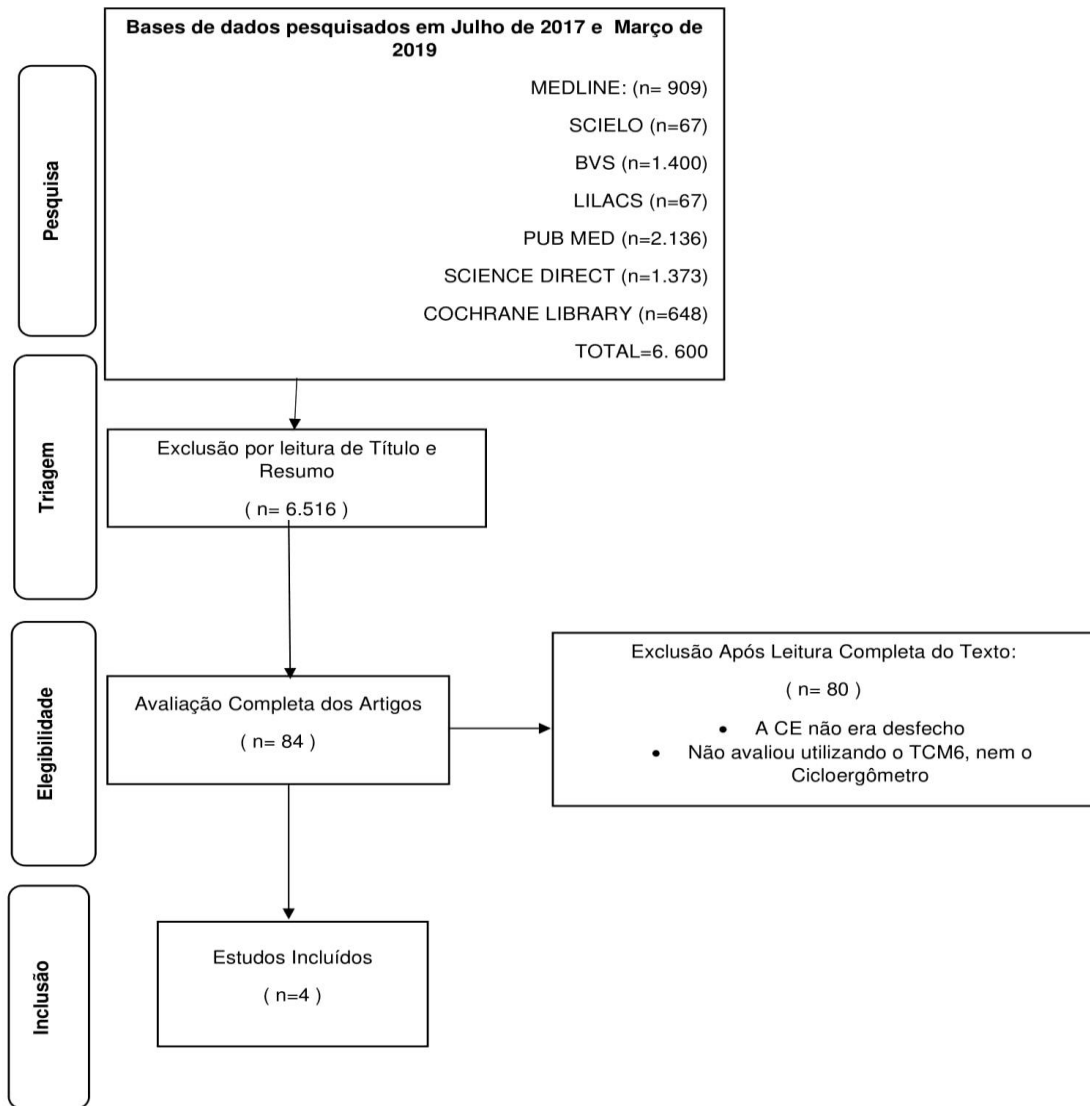 Bases de dados pesquisados em Julho de 2017 e Março de
2019
MEDLINE: (n= 909)
SCIELO (n=67)
BVS (n=1.400)
LILACS (n=67)
PUB MED (n=2.136)
SCIENCE DIRECT (n=1.373)
COCHRANE LIBRARY (n=648)
TOTAL=6. 600
Pesquisa
Triagem
Exclusão por leitura de Título e
Resumo
( n= 6.516 )
Elegibilidade
Avaliação Completa dos Artigos
( n= 84 )
Exclusão Após Leitura Completa do Texto:
( n= 80 )
• A CE não era desfecho
• Não avaliou utilizando o TCM6, nem o
Cicloergômetro
Inclusão
Estudos Incluídos
( n=4 )